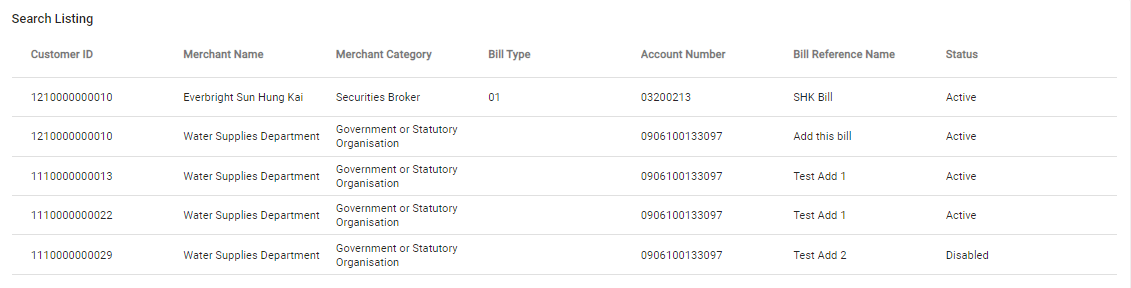 Search Listing
Customer ID Merchant Name Merchant Category Bill Type Account Number Bill Reference Name Status
1210000000010 Everbright Sun Hung Kai Securities Broker 01 03200213 SHK Bill Active
1210000000010 Water Supplies Department Government or Statutory Organisation 0906100133097 Add this bill Active
1110000000013 Water Supplies Department Government or Statutory Organisation 0906100133097 Test Add 1 Active
1110000000022 Water Supplies Department Government or Statutory Organisation 0906100133097 Test Add 1 Active
1110000000029 Water Supplies Department Government or Statutory Organisation 0906100133097 Test Add 2 Disabled